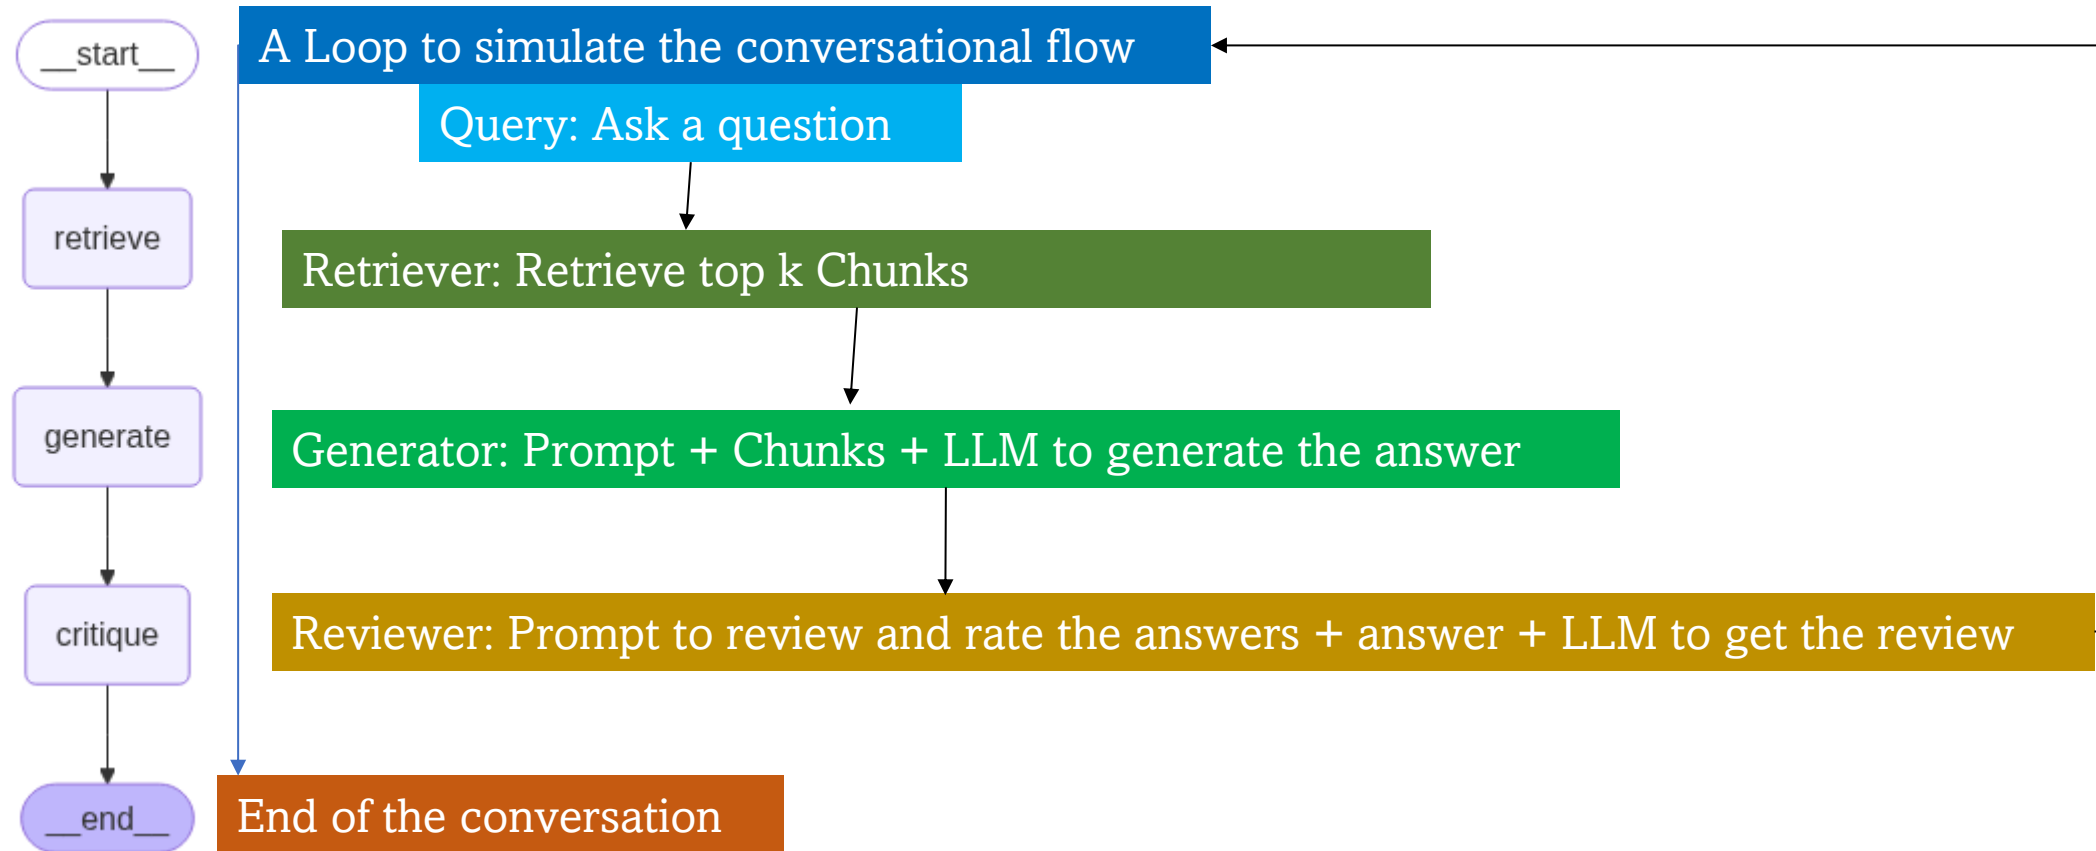 __start__
A Loop to simulate the conversational flow
Query: Ask a question
retrieve
Retriever: Retrieve top k Chunks
generate
Generator: Prompt + Chunks + LLM to generate the answer
critique
Reviewer: Prompt to review and rate the answers + answer + LLM to get the review
__end__
End of the conversation